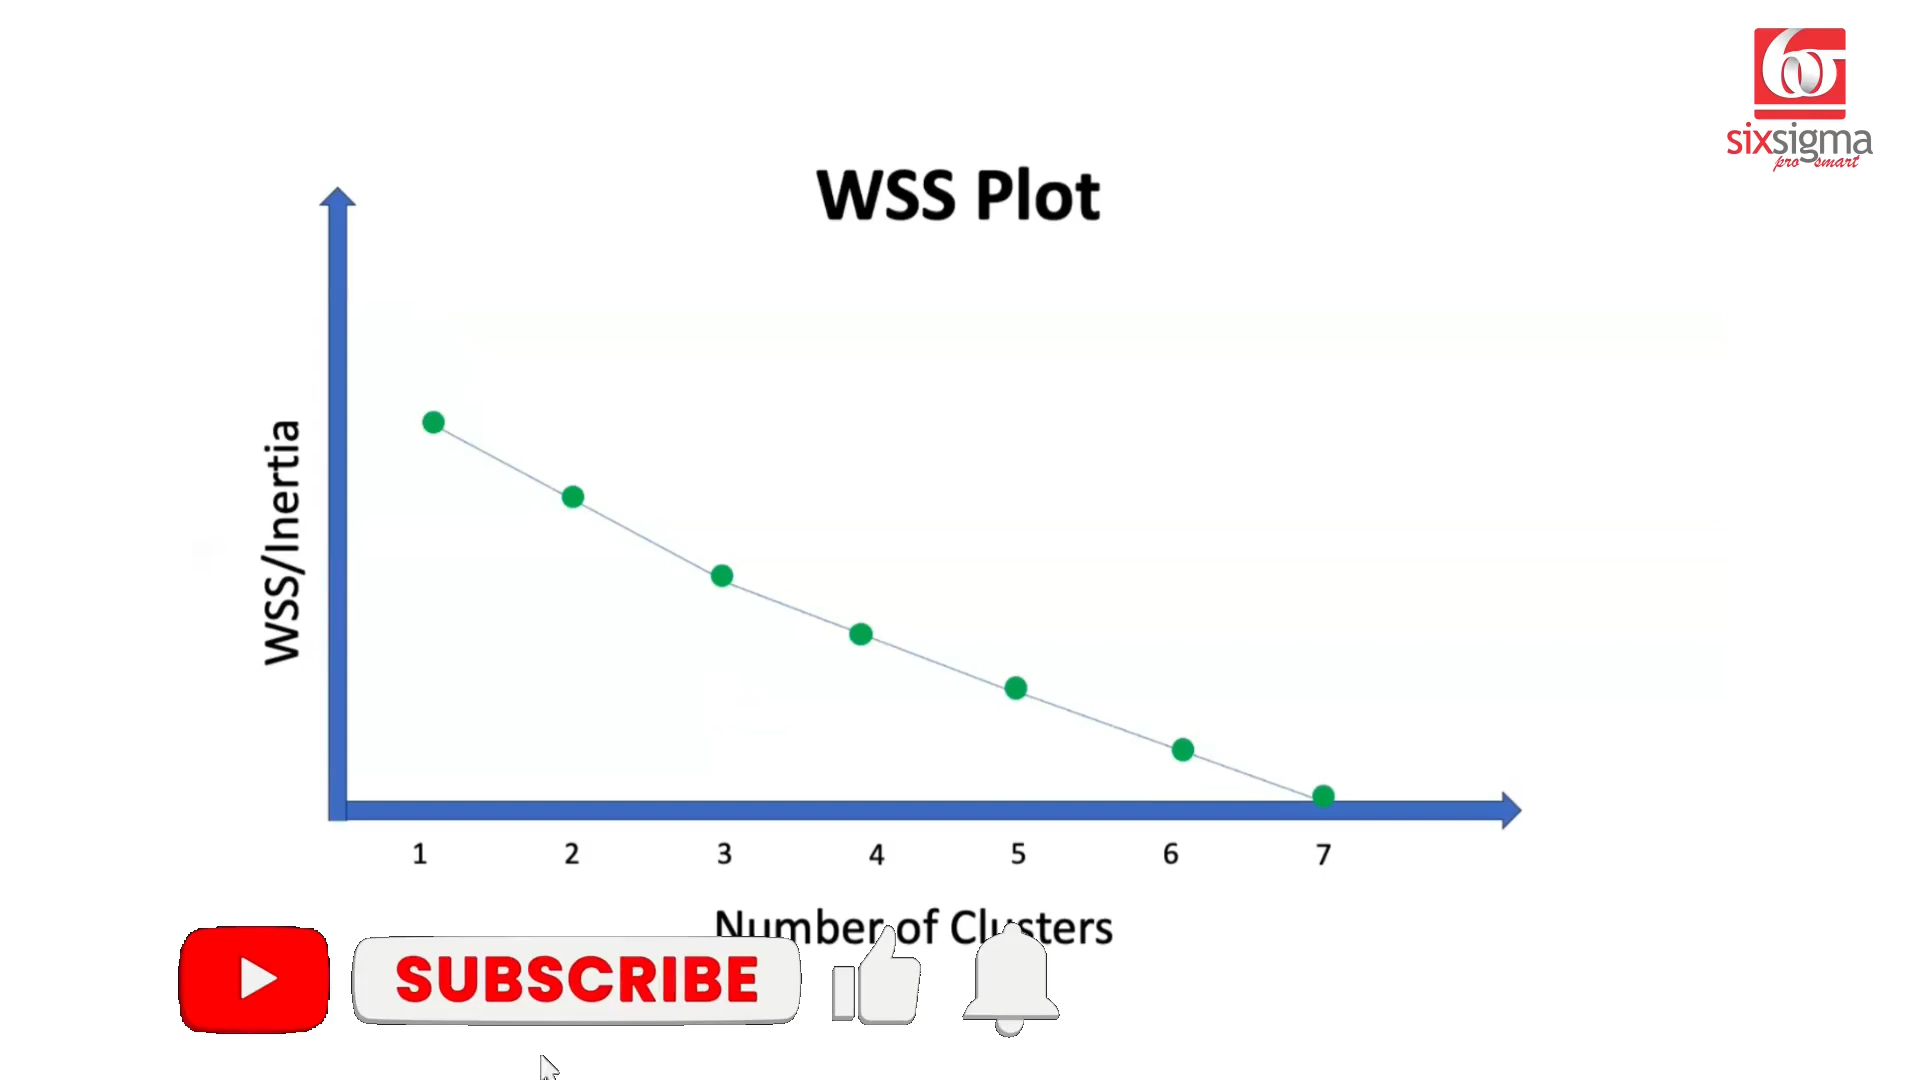 sixsigma
pro smart
WSS Plot
WSS/Inertia
1 2 3 4 5 6 7
Number of Clusters
SUBSCRIBE